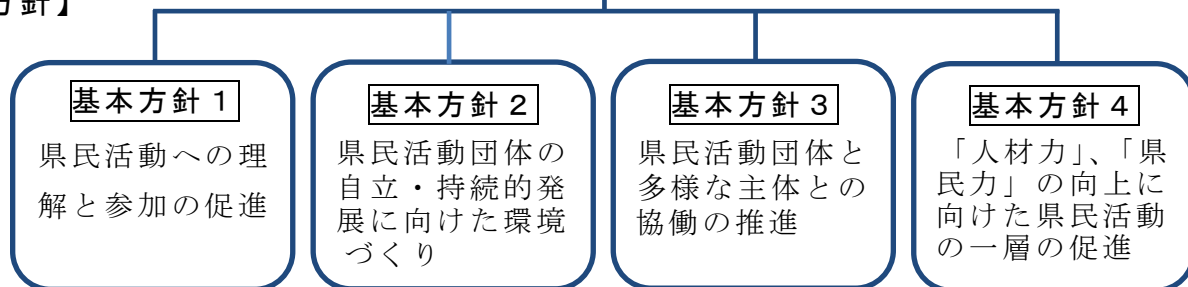 方針】
基本方針１
県民活動への理
解と参加の促進
基本方針２
県民活動団体の
自立・持続的発
展に向けた環境
づくり
基本方針３
県民活動団体と
多様な主体との
協働の推進
基本方針４
「人材力」、「県
民力」の向上に
向けた県民活動
の一層の促進